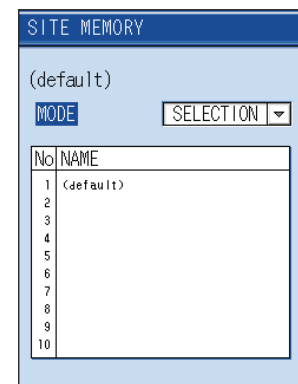 SITE MEMORY
(default)
MODE SELECTION
No NAME
1 (default)
2
3
4
5
6
7
8
9
10